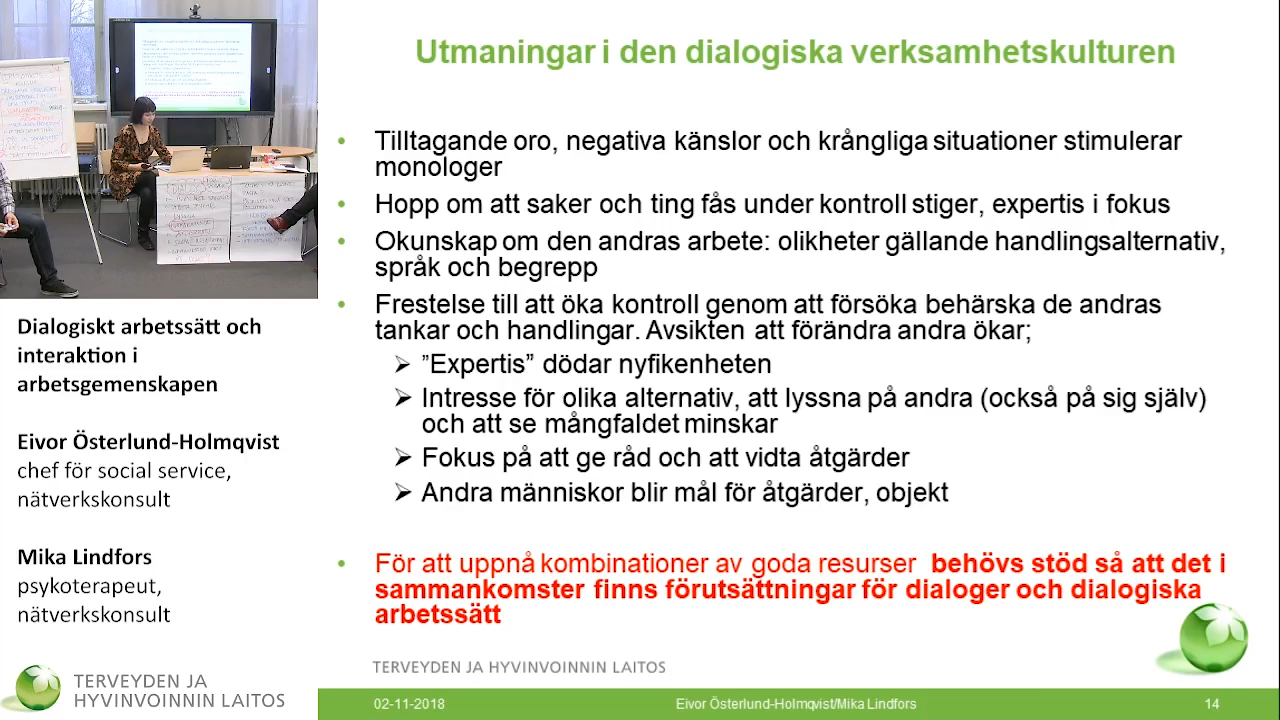 Utmaningar i den dialogiska verksamhetskulturen
• Tilltagande oro, negativa känslor och krångliga situationer stimulerar
monologer
• Hopp om att saker och ting fås under kontroll stiger, expertis i fokus
• Okunskap om den andras arbete: olikheter gällande handlingsalternativ,
språk och begrepp
• Frestelse till att öka kontroll genom att försöka behärska de andras
tankar och handlingar. Avsikten att förändra andra ökar;
➢ ”Expertis” dödar nyfikenheten
➢ Intresse för olika alternativ, att lyssna på andra (också på sig själv)
och att se mångfaldet minskar
➢ Fokus på att ge råd och att vidta åtgärder
➢ Andra människor blir mål för åtgärder, objekt
• För att uppnå kombinationer av goda resurser behövs stöd så att det i
sammankomster finns förutsättningar för dialoger och dialogiska
arbetssätt
TERVEYDEN JA HYVINVOINNIN LAITOS
02-11-2018
Eivor Österlund-Holmqvist/Mika Lindfors
14
Dialogiskt arbetssätt och
interaktion i
arbetsgemenskapen
Eivor Österlund-Holmqvist
chef för social service,
nätverkskonsult
Mika Lindfors
psykoterapeut,
nätverkskonsult
TERVEYDEN JA
HYVINVOINNIN LAITOS